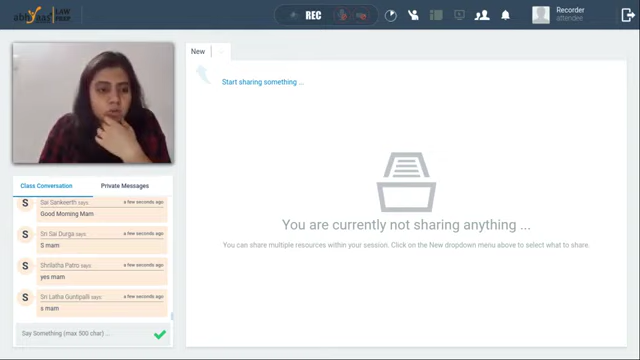 abhyaas LAW PREP
REC
Recorder
attendee
New
Start sharing something ...
Class Conversation Private Messages
S Sai Sankeerth says a few seconds ago
Good Morning Mam
S Sri Sai Durga says a few seconds ago
S mam
S Shrilatha Patro says a few seconds ago
yes mam
S Sri Latha Guntipalli says a few seconds ago
s mam
Say Something (max 500 char) ...
You are currently not sharing anything ...
You can share multiple resources within your session. Click on the New dropdown menu above to select what to share.